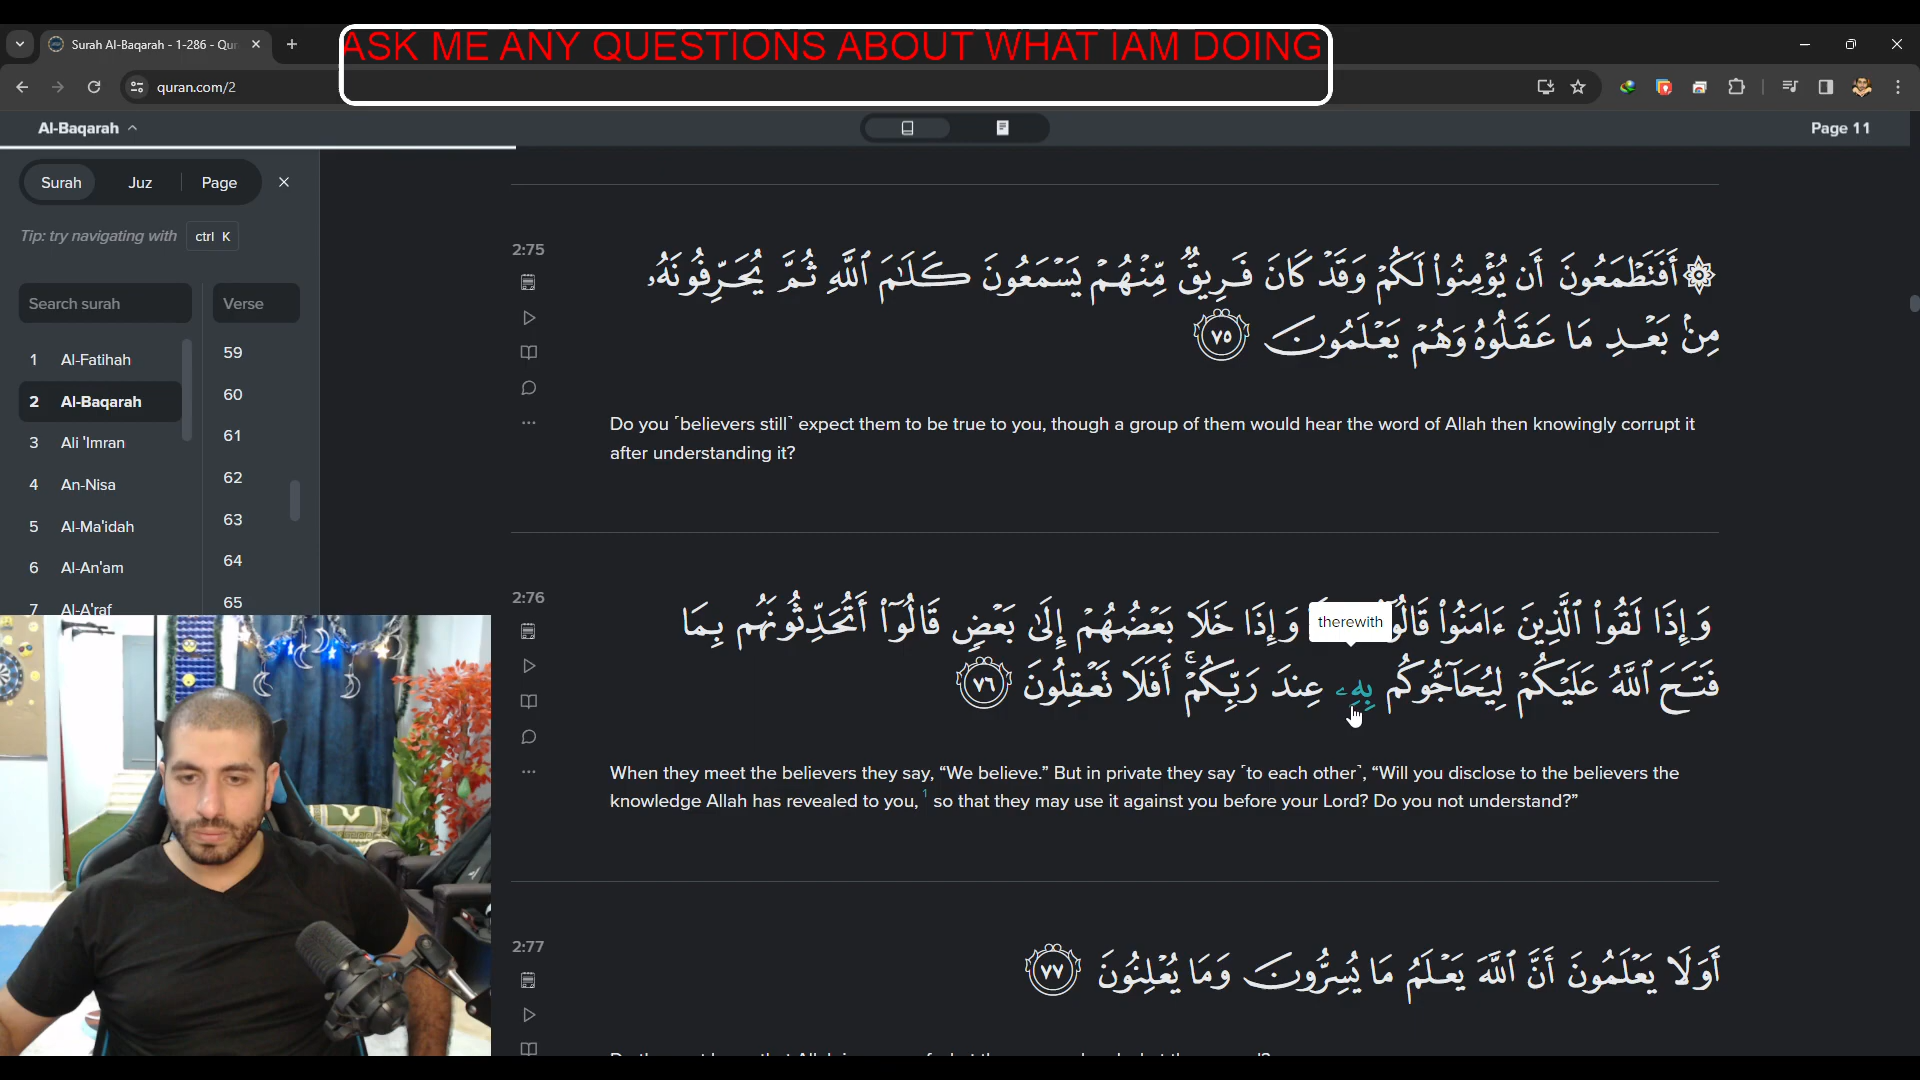 Surah Al-Baqarah - 1-286 - Qur
ASK ME ANY QUESTIONS ABOUT WHAT IAM DOING
quran.com/2
Al-Baqarah
Page 11
Surah
Juz
Page
Tip: try navigating with ctrl K
Search surah
Verse
1 Al-Fatihah
2 Al-Baqarah
3 Ali 'Imran
4 An-Nisa
5 Al-Ma'idah
6 Al-An'am
7 Al-A'raf
59
60
61
62
63
64
65
2:75
۞ أَفَتَطْمَعُونَ أَن يُؤْمِنُوا۟ لَكُمْ وَقَدْ كَانَ فَرِيقٌ مِّنْهُمْ يَسْمَعُونَ كَلَـٰمَ ٱللَّهِ ثُمَّ يُحَرِّفُونَهُۥ
مِنۢ بَعْدِ مَا عَقَلُوهُ وَهُمْ يَعْلَمُونَ ٧٥
Do you ˹believers still˺ expect them to be true to you, though a group of them would hear the word of Allah then knowingly corrupt it
after understanding it?
2:76
وَإِذَا لَقُوا۟ ٱلَّذِينَ ءَامَنُوا۟ قَالُوٓا۟ وَإِذَا خَلَا بَعْضُهُمْ إِلَىٰ بَعْضٍ قَالُوٓا۟ أَتُحَدِّثُونَهُم بِمَا
therewith
فَتَحَ ٱللَّهُ عَلَيْكُمْ لِيُحَآجُّوكُم بِهِۦ عِندَ رَبِّكُمْ ۚ أَفَلَا تَعْقِلُونَ ٧٦
When they meet the believers they say, “We believe.” But in private they say ˹to each other˺, “Will you disclose to the believers the
knowledge Allah has revealed to you, 1 so that they may use it against you before your Lord? Do you not understand?”
2:77
أَوَلَا يَعْلَمُونَ أَنَّ ٱللَّهَ يَعْلَمُ مَا يُسِرُّونَ وَمَا يُعْلِنُونَ ٧٧